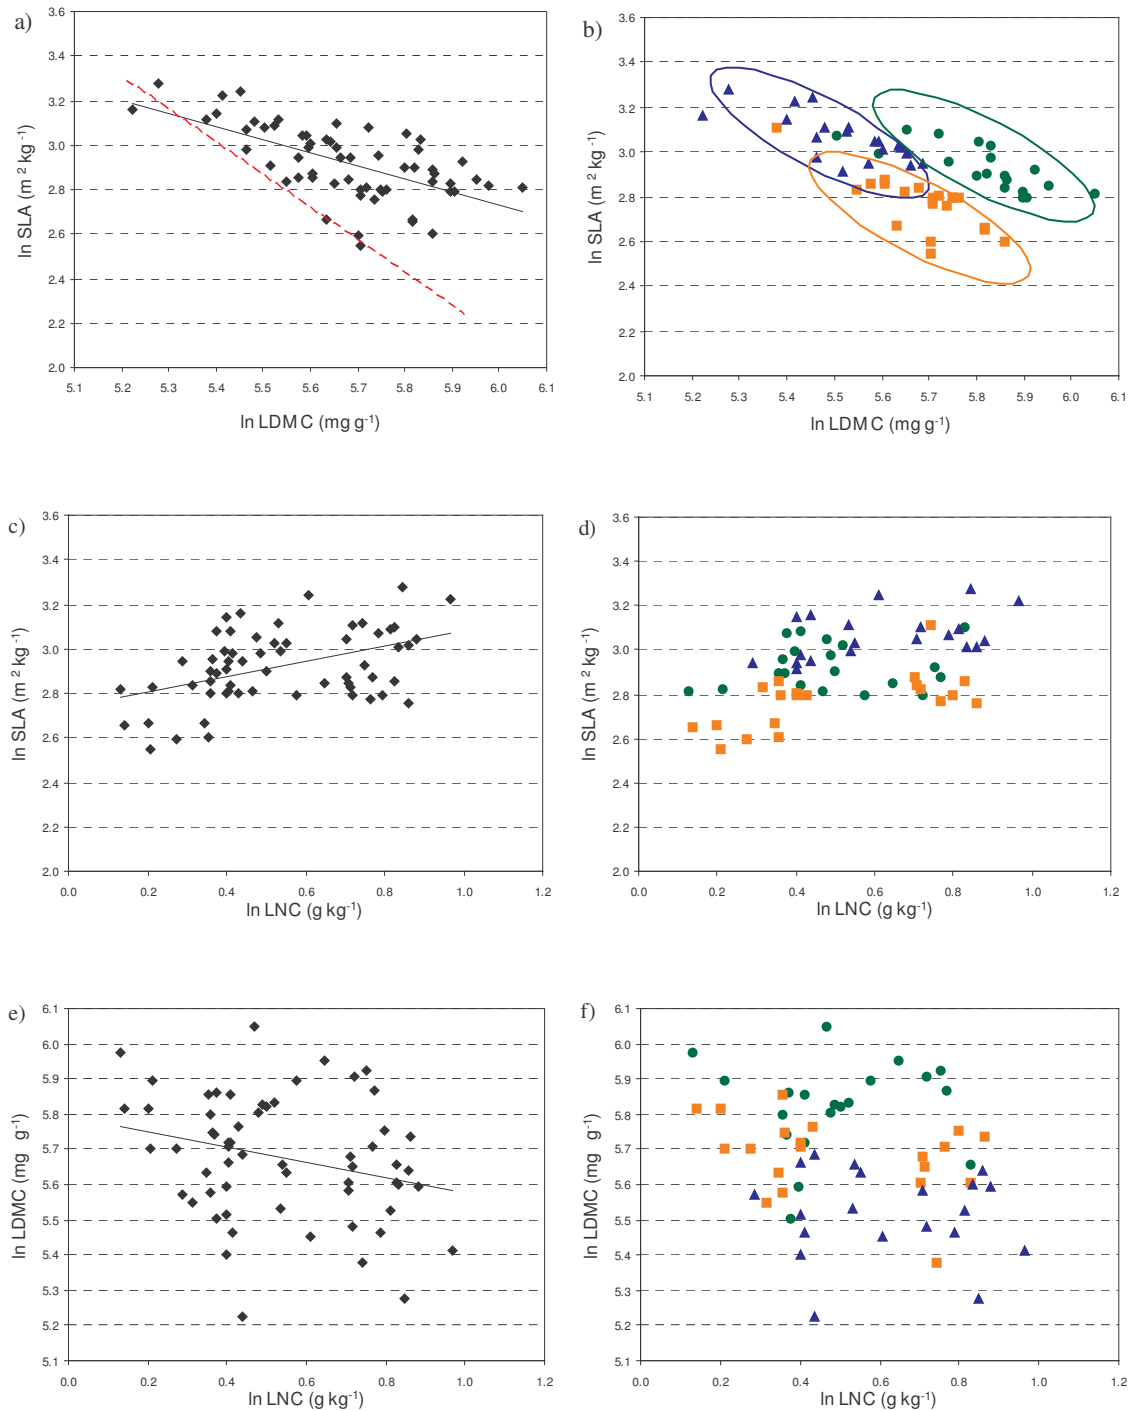 a)
3.6
3.4
3.2
3.0
2.8
2.6
2.4
2.2
2.0
ln SLA (m ² kg⁻¹)
5.1 5.2 5.3 5.4 5.5 5.6 5.7 5.8 5.9 6.0 6.1
ln LDM C (mg g⁻¹)
b)
3.6
3.4
3.2
3.0
2.8
2.6
2.4
2.2
2.0
ln SLA (m ² kg⁻¹)
5.1 5.2 5.3 5.4 5.5 5.6 5.7 5.8 5.9 6.0 6.1
ln LDM C (mg g⁻¹)
c)
3.6
3.4
3.2
3.0
2.8
2.6
2.4
2.2
2.0
ln SLA (m ² kg⁻¹)
0.0 0.2 0.4 0.6 0.8 1.0 1.2
ln LNC (g kg⁻¹)
d)
3.6
3.4
3.2
3.0
2.8
2.6
2.4
2.2
2.0
ln SLA (m ² kg⁻¹)
0.0 0.2 0.4 0.6 0.8 1.0 1.2
ln LNC (g kg⁻¹)
e)
6.1
6.0
5.9
5.8
5.7
5.6
5.5
5.4
5.3
5.2
5.1
ln LDMC (mg g⁻¹)
0.0 0.2 0.4 0.6 0.8 1.0 1.2
ln LNC (g kg⁻¹)
f)
6.1
6.0
5.9
5.8
5.7
5.6
5.5
5.4
5.3
5.2
5.1
ln LDMC (mg g⁻¹)
0.0 0.2 0.4 0.6 0.8 1.0 1.2
ln LNC (g kg⁻¹)